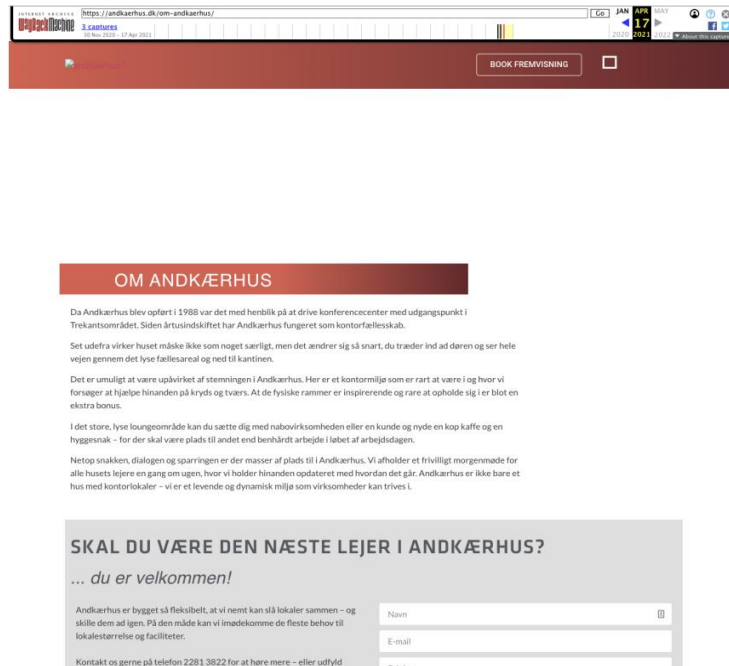 INTERNET ARCHIVE
WayBackMachine
https://andkaerhus.dk/om-andkaerhus/
Go
JAN APR MAY
3 captures
17
30 Nov 2020 – 17 Apr 2021
2020 2021 2022
About this capture
BOOK FREMVISNING
OM ANDKÆRHUS
Da Andkærhus blev opført i 1988 var det med henblik på at drive konferencecenter med udgangspunkt i
Trekantsområdet. Siden årtusindskiftet har Andkærhus fungeret som kontorfællesskab.
Set udefra virker huset måske ikke som noget særligt, men det ændrer sig så snart, du træder ind ad døren og ser hele
vejen gennem det lyse fællesareal og ned til kantinen.
Det er umuligt at være upåvirket af stemningen i Andkærhus. Her er et kontormiljø som er rart at være i og hvor vi
forsøger at hjælpe hinanden på kryds og tværs. At de fysiske rammer er inspirerende og rare at opholde sig i er blot en
ekstra bonus.
I det store, lyse loungeområde kan du sætte dig med nabovirksomheden eller en kunde og nyde en kop kaffe og en
hyggesnak – for der skal være plads til andet end benhårdt arbejde i løbet af arbejdsdagen.
Netop snakken, dialogen og sparringen er der masser af plads til i Andkærhus. Vi afholder et frivilligt morgenmøde for
alle husets lejere en gang om ugen, hvor vi holder hinanden opdateret med hvordan det går. Andkærhus er ikke bare et
hus med kontorlokaler – vi er et levende og dynamisk miljø som virksomheder kan trives i.
SKAL DU VÆRE DEN NÆSTE LEJER I ANDKÆRHUS?
... du er velkommen!
Andkærhus er bygget så fleksibelt, at vi nemt kan slå lokaler sammen – og
skille dem ad igen. På den måde kan vi imødekomme de fleste behov til
lokalestørrelse og faciliteter.
Kontakt os gerne på telefon 2281 3822 for at høre mere – eller udfyld
Navn
E-mail